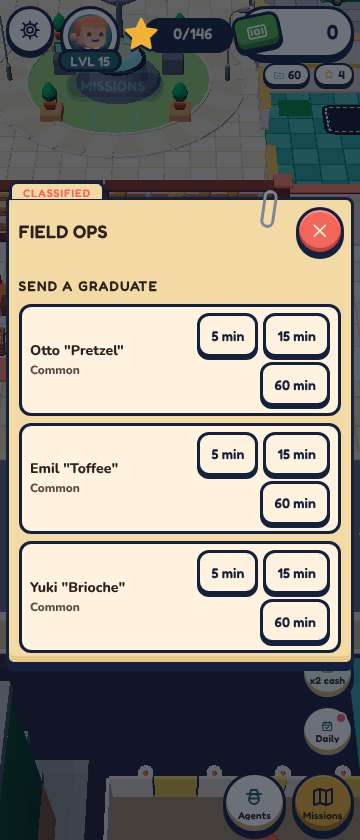 0/146
0
LVL 15
60
4
MISSIONS
CLASSIFIED
FIELD OPS
SEND A GRADUATE
Otto "Pretzel"
Common
5 min
15 min
60 min
Emil "Toffee"
Common
5 min
15 min
60 min
Yuki "Brioche"
Common
5 min
15 min
60 min
x2 cash
Daily
Agents
Missions